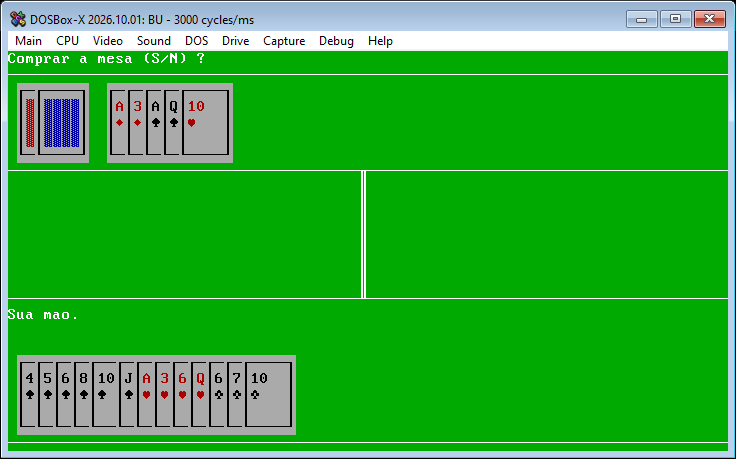 DOSBox-X 2026.10.01: BU - 3000 cycles/ms
Main CPU Video Sound DOS Drive Capture Debug Help
Comprar a mesa (S/N) ?
A 3 A Q 10
♦ ♦ ♠ ♠ ♥
Sua mao.
4 5 6 8 10 J A 3 6 Q 6 7 10
♠ ♠ ♠ ♠ ♠ ♠ ♥ ♥ ♥ ♥ ♧ ♧ ♧